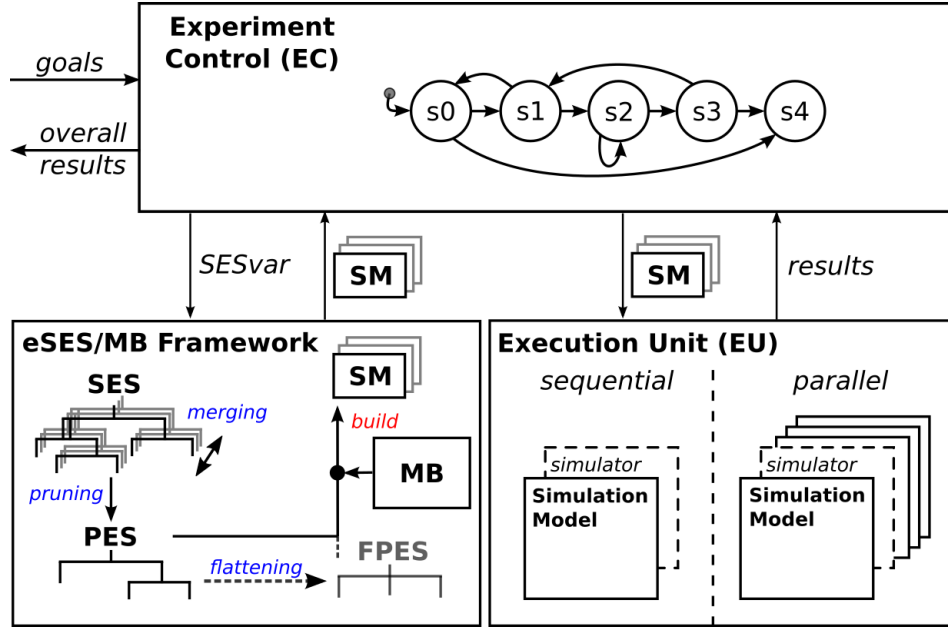 Experiment
Control (EC)
goals
overall
results
s0
s1
s2
s3
s4
SESvar
SM
SM
results
eSES/MB Framework
SES
merging
pruning
PES
flattening
FPES
SM
build
MB
Execution Unit (EU)
sequential
parallel
simulator
Simulation
Model
simulator
Simulation
Model